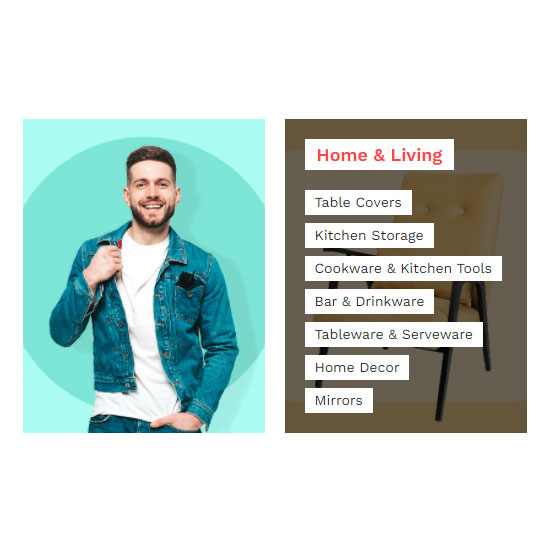 Home & Living
Table Covers
Kitchen Storage
Cookware & Kitchen Tools
Bar & Drinkware
Tableware & Serveware
Home Decor
Mirrors